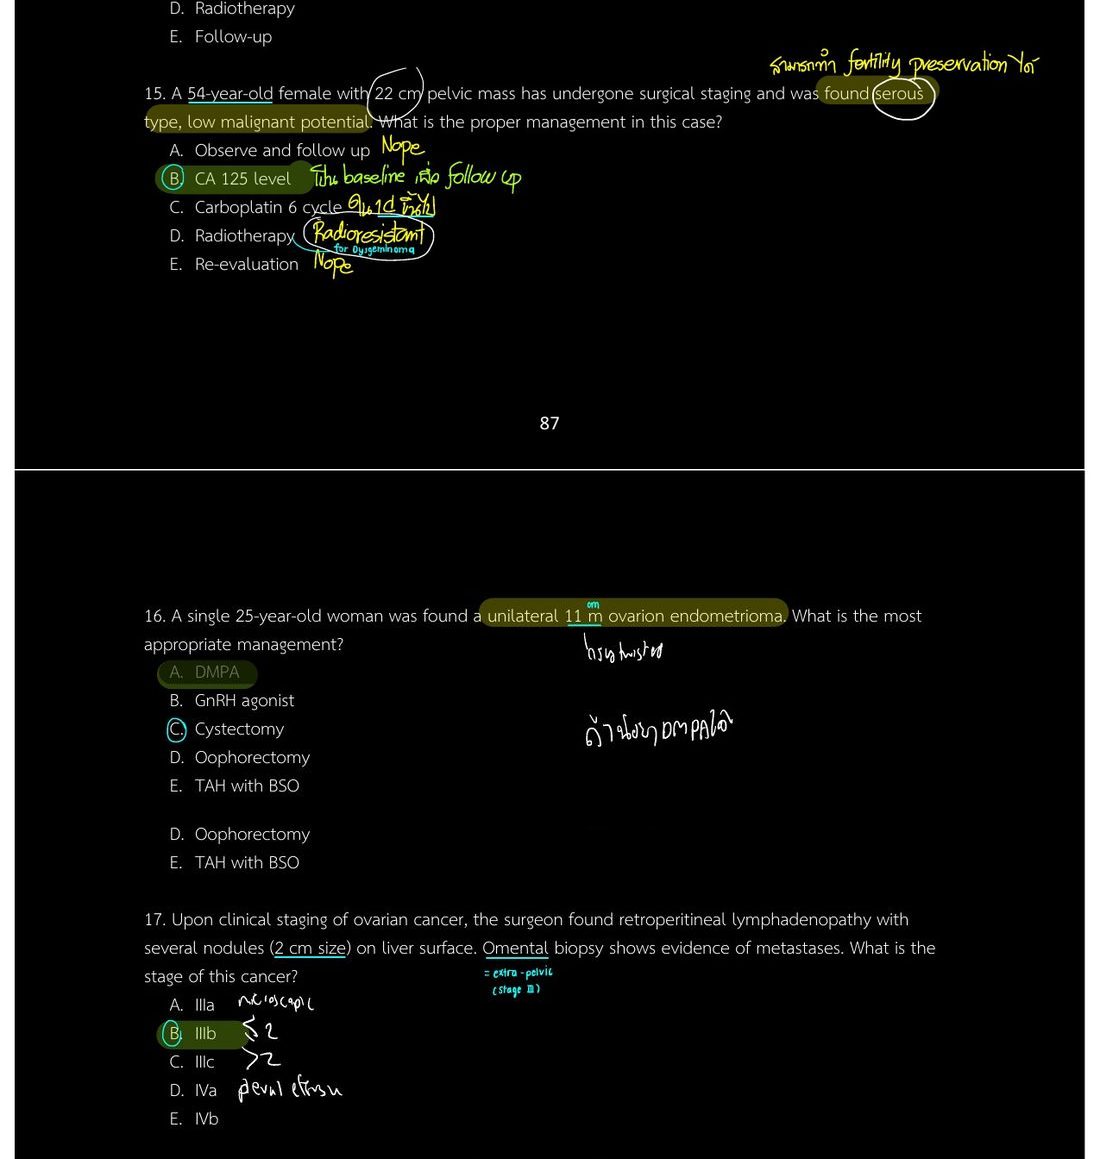 D. Radiotherapy
E. Follow-up
สามารถทำ fertility preservation ได้
15. A 54-year-old female with 22 cm pelvic mass has undergone surgical staging and was found serous
type, low malignant potential. What is the proper management in this case?
A. Observe and follow up Nope
B. CA 125 level เป็น baseline เพื่อ follow up
C. Carboplatin 6 cycle
D. Radiotherapy Radioresistant
for Dysgerminoma
E. Re-evaluation Nope
87
cm
16. A single 25-year-old woman was found a unilateral 11 m ovarion endometrioma. What is the most
appropriate management?
A. DMPA
B. GnRH agonist
C. Cystectomy
D. Oophorectomy
E. TAH with BSO
D. Oophorectomy
E. TAH with BSO
17. Upon clinical staging of ovarian cancer, the surgeon found retroperitineal lymphadenopathy with
several nodules (2 cm size) on liver surface. Omental biopsy shows evidence of metastases. What is the
= extra-pelvic
stage of this cancer?
(stage III)
A. IIIa microscopic
B. IIIb ≤ 2
C. IIIc >2
D. IVa
E. IVb